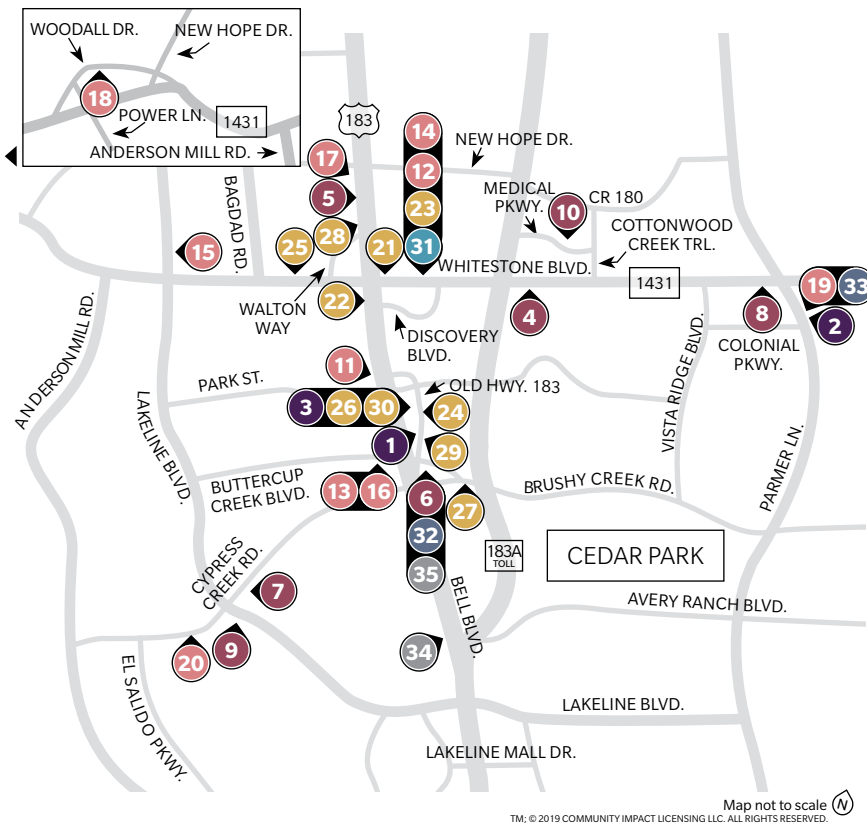 WOODALL DR.
NEW HOPE DR.
18
POWER LN.
1431
ANDERSON MILL RD.
183
14
17
12
NEW HOPE DR.
BAGDAD RD.
5
23
MEDICAL
PKWY.
10
CR 180
15
25
28
21
31
COTTONWOOD
CREEK TRL.
WHITESTONE BLVD.
1431
19
33
WALTON
WAY
22
4
8
2
DISCOVERY
BLVD.
COLONIAL
PKWY.
ANDERSON MILL RD.
LAKELINE BLVD.
11
PARK ST.
OLD HWY. 183
VISTA RIDGE BLVD.
3
26
30
24
1
29
PARMER LN.
BUTTERCUP
CREEK BLVD.
13
16
6
27
BRUSHY CREEK RD.
32
183A
TOLL
CEDAR PARK
35
CYPRESS
CREEK RD.
7
BELL BLVD.
AVERY RANCH BLVD.
20
9
34
EL SALIDO PKWY.
LAKELINE BLVD.
LAKELINE MALL DR.
Map not to scale N
TM; © 2019 COMMUNITY IMPACT LICENSING LLC. ALL RIGHTS RESERVED.